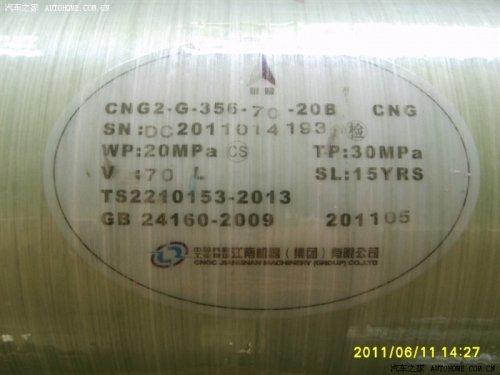 汽车之家 AUTOHOME.COM.CN
CNG2-G-356-70-20B CNG
SN:DC2011014193 检
WP:20MPa CS TP:30MPa
V :70 L SL:15YRS
TS2210153-2013
GB 24160-2009 201105
江南机器(集团)有限公司
CNGC JIANGNAN MACHINERY (GROUP) CO.,LTD
2011/06/11 14:27
汽车之家 AUTOHOME.COM.CN